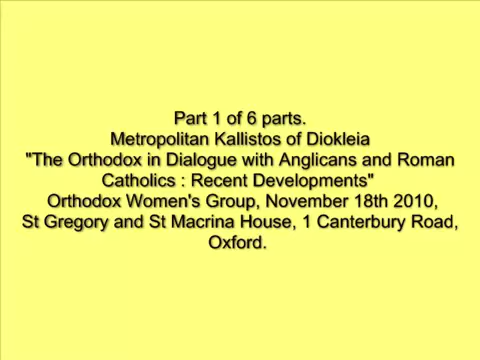 Part 1 of 6 parts.
Metropolitan Kallistos of Diokleia
"The Orthodox in Dialogue with Anglicans and Roman
Catholics : Recent Developments"
Orthodox Women's Group, November 18th 2010,
St Gregory and St Macrina House, 1 Canterbury Road,
Oxford.